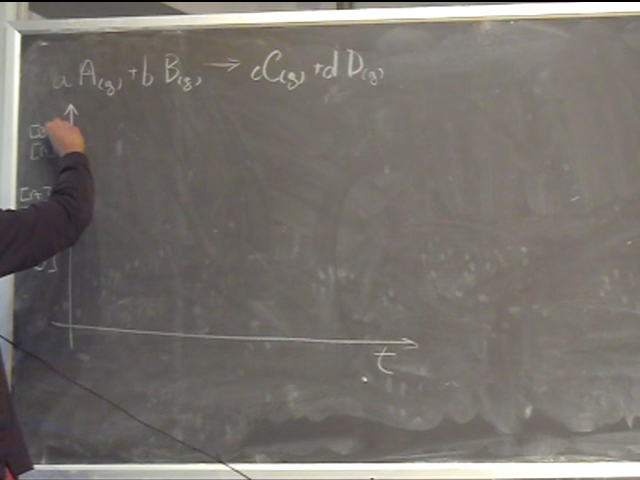 a A(g) + b B(g) → c C(g) + d D(g)
t